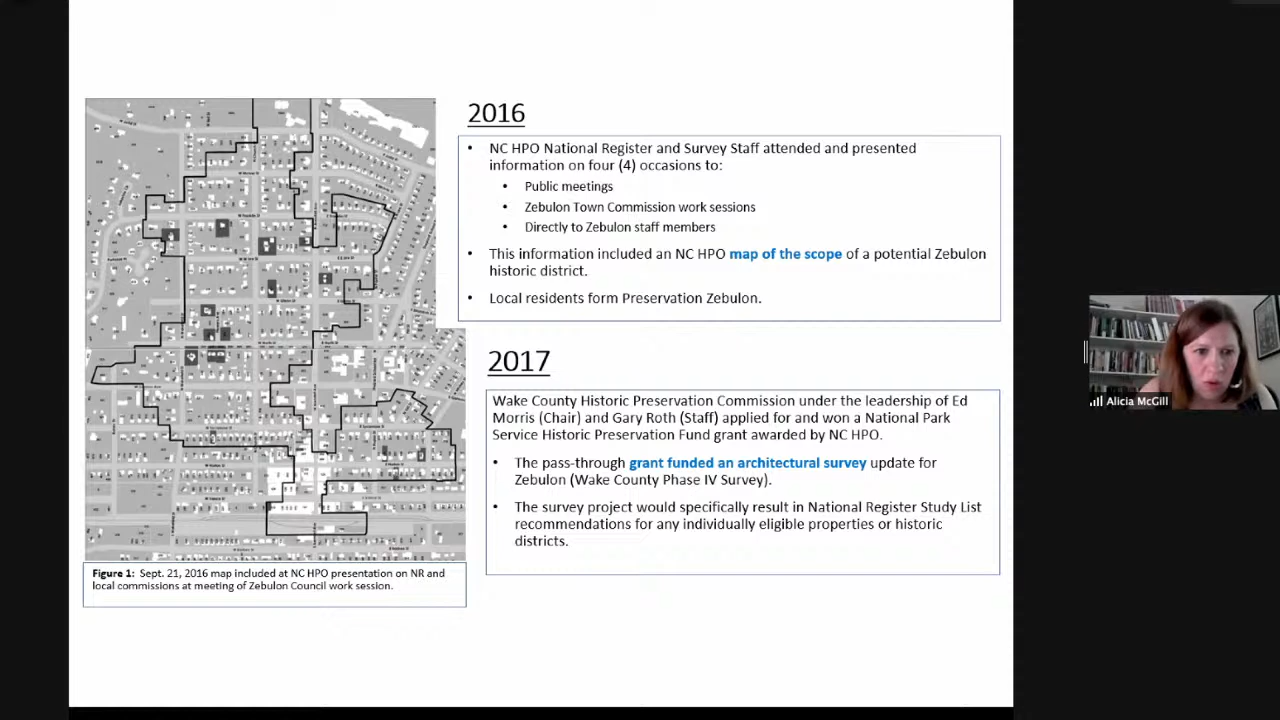 2016
• NC HPO National Register and Survey Staff attended and presented
information on four (4) occasions to:
• Public meetings
• Zebulon Town Commission work sessions
• Directly to Zebulon staff members
• This information included an NC HPO map of the scope of a potential Zebulon
historic district.
• Local residents form Preservation Zebulon.
2017
Wake County Historic Preservation Commission under the leadership of Ed
Morris (Chair) and Gary Roth (Staff) applied for and won a National Park
Service Historic Preservation Fund grant awarded by NC HPO.
• The pass-through grant funded an architectural survey update for
Zebulon (Wake County Phase IV Survey).
• The survey project would specifically result in National Register Study List
recommendations for any individually eligible properties or historic
districts.
Figure 1: Sept. 21, 2016 map included at NC HPO presentation on NR and
local commissions at meeting of Zebulon Council work session.
Alicia McGill